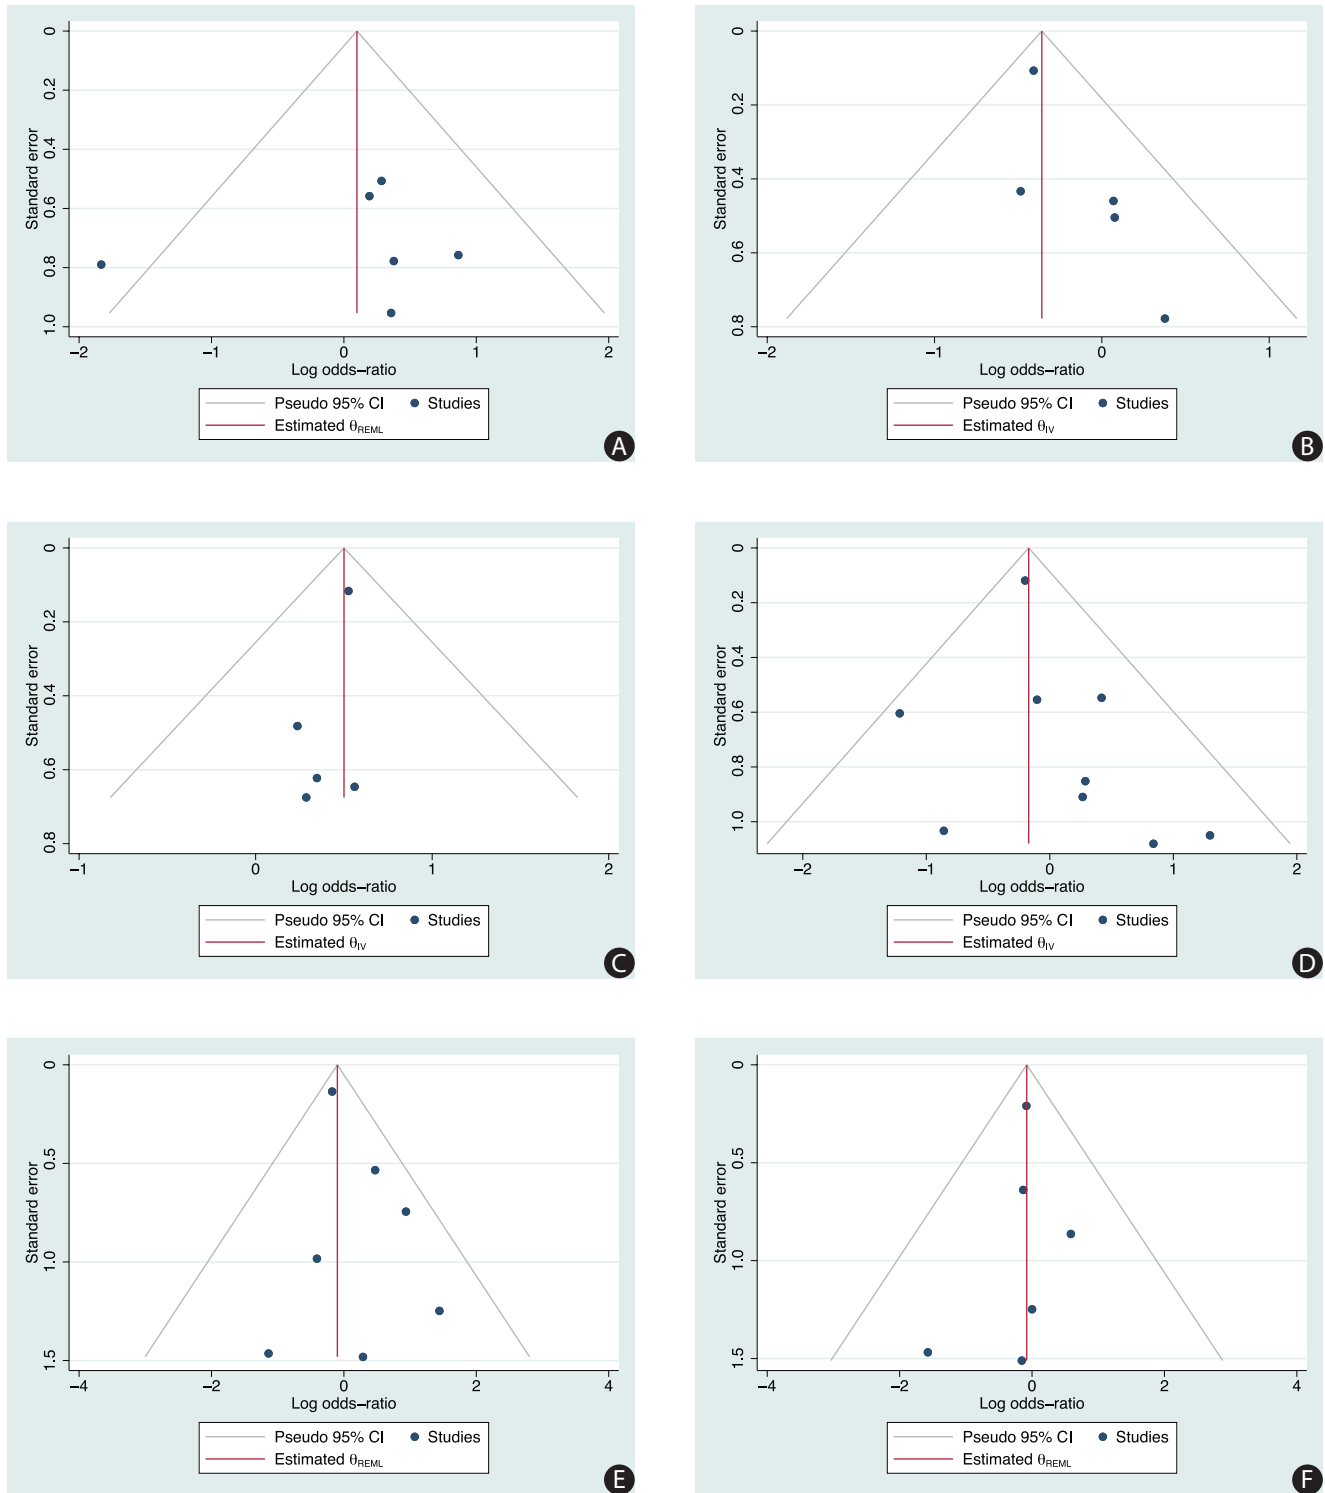 Standard error
0
0.2
0.4
0.6
0.8
1.0
−2
−1
0
1
2
Log odds−ratio
Pseudo 95% CI
Studies
Estimated θREML
A
Standard error
0
0.2
0.4
0.6
0.8
−2
−1
0
1
Log odds−ratio
Pseudo 95% CI
Studies
Estimated θIV
B
Standard error
0
0.2
0.4
0.6
0.8
−1
0
1
2
Log odds−ratio
Pseudo 95% CI
Studies
Estimated θIV
C
Standard error
0
0.2
0.4
0.6
0.8
1.0
−2
−1
0
1
2
Log odds−ratio
Pseudo 95% CI
Studies
Estimated θIV
D
Standard error
0
0.5
1.0
1.5
−4
−2
0
2
4
Log odds−ratio
Pseudo 95% CI
Studies
Estimated θREML
E
Standard error
0
0.5
1.0
1.5
−4
−2
0
2
4
Log odds−ratio
Pseudo 95% CI
Studies
Estimated θREML
F